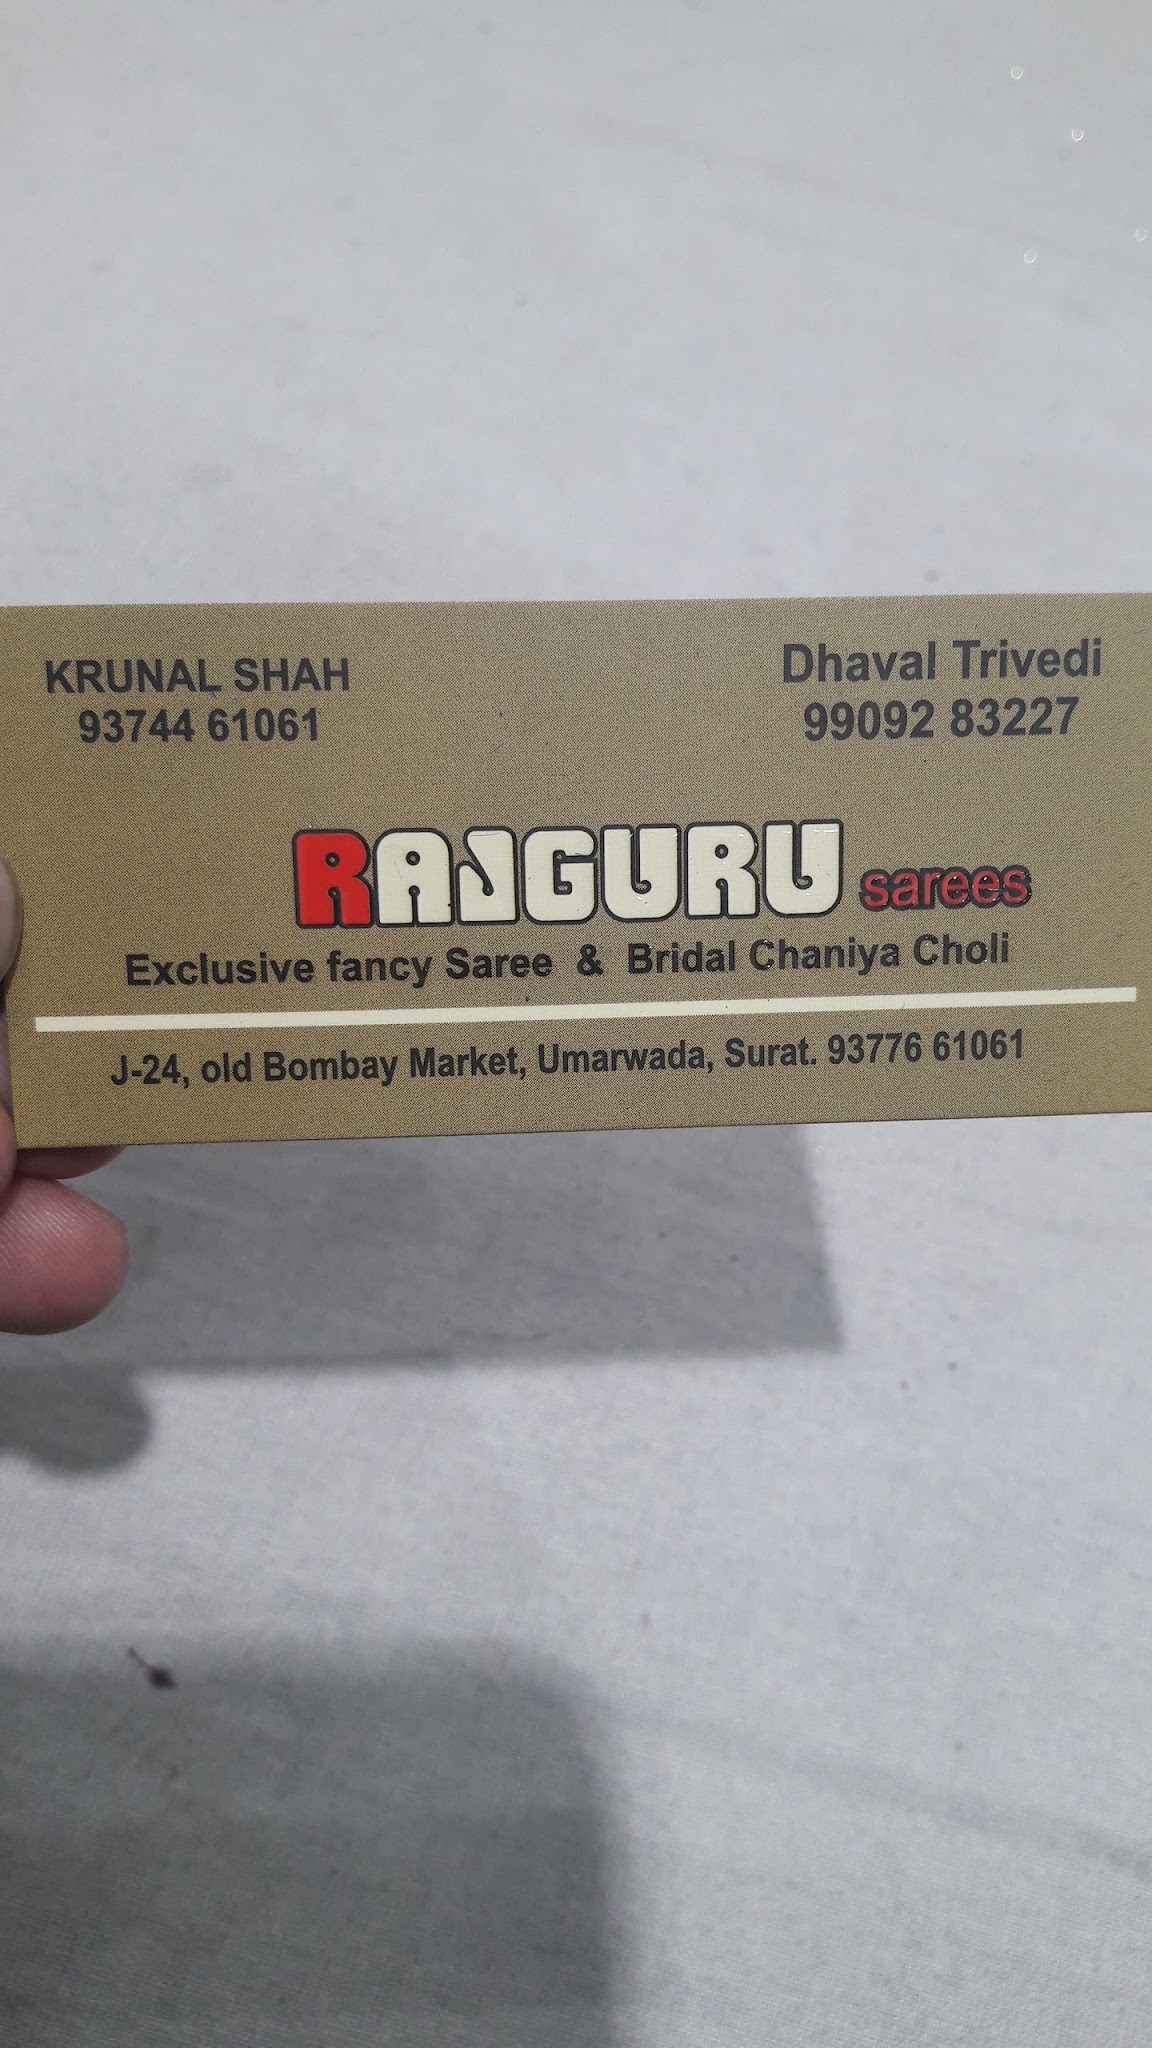 KRUNAL SHAH
93744 61061
Dhaval Trivedi
99092 83227
RAJGURU sarees
Exclusive fancy Saree & Bridal Chaniya Choli
J-24, old Bombay Market, Umarwada, Surat. 93776 61061